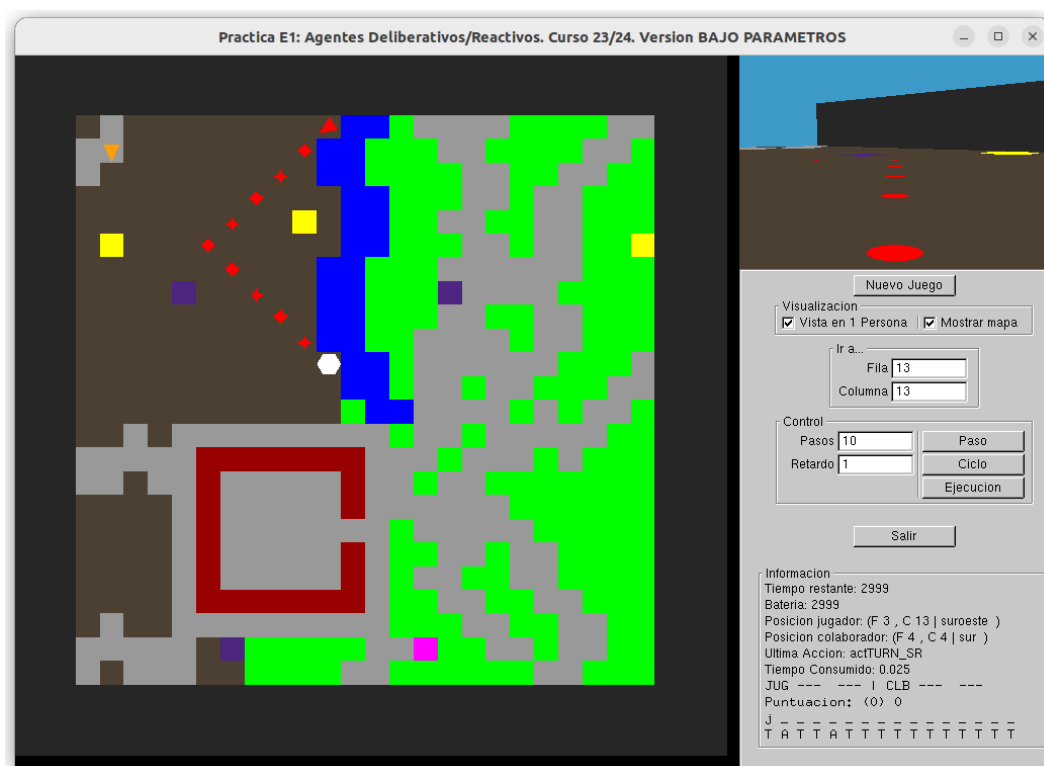 Practica E1: Agentes Deliberativos/Reactivos. Curso 23/24. Version BAJO PARAMETROS
Nuevo Juego
Visualizacion
Vista en 1 Persona
Mostrar mapa
Ir a...
Fila 13
Columna 13
Control
Pasos 10 Paso
Retardo 1 Ciclo
Ejecucion
Salir
Informacion
Tiempo restante: 2999
Bateria: 2999
Posicion jugador: (F 3 , C 13 | suroeste )
Posicion colaborador: (F 4 , C 4 | sur )
Ultima Accion: actTURN_SR
Tiempo Consumido: 0.025
JUG --- --- | CLB --- ---
Puntuacion: (0) 0
j _ _ _ _ _ _ _ _ _ _ _ _ _ _ _
T A T T A T T T T T T T T T T T